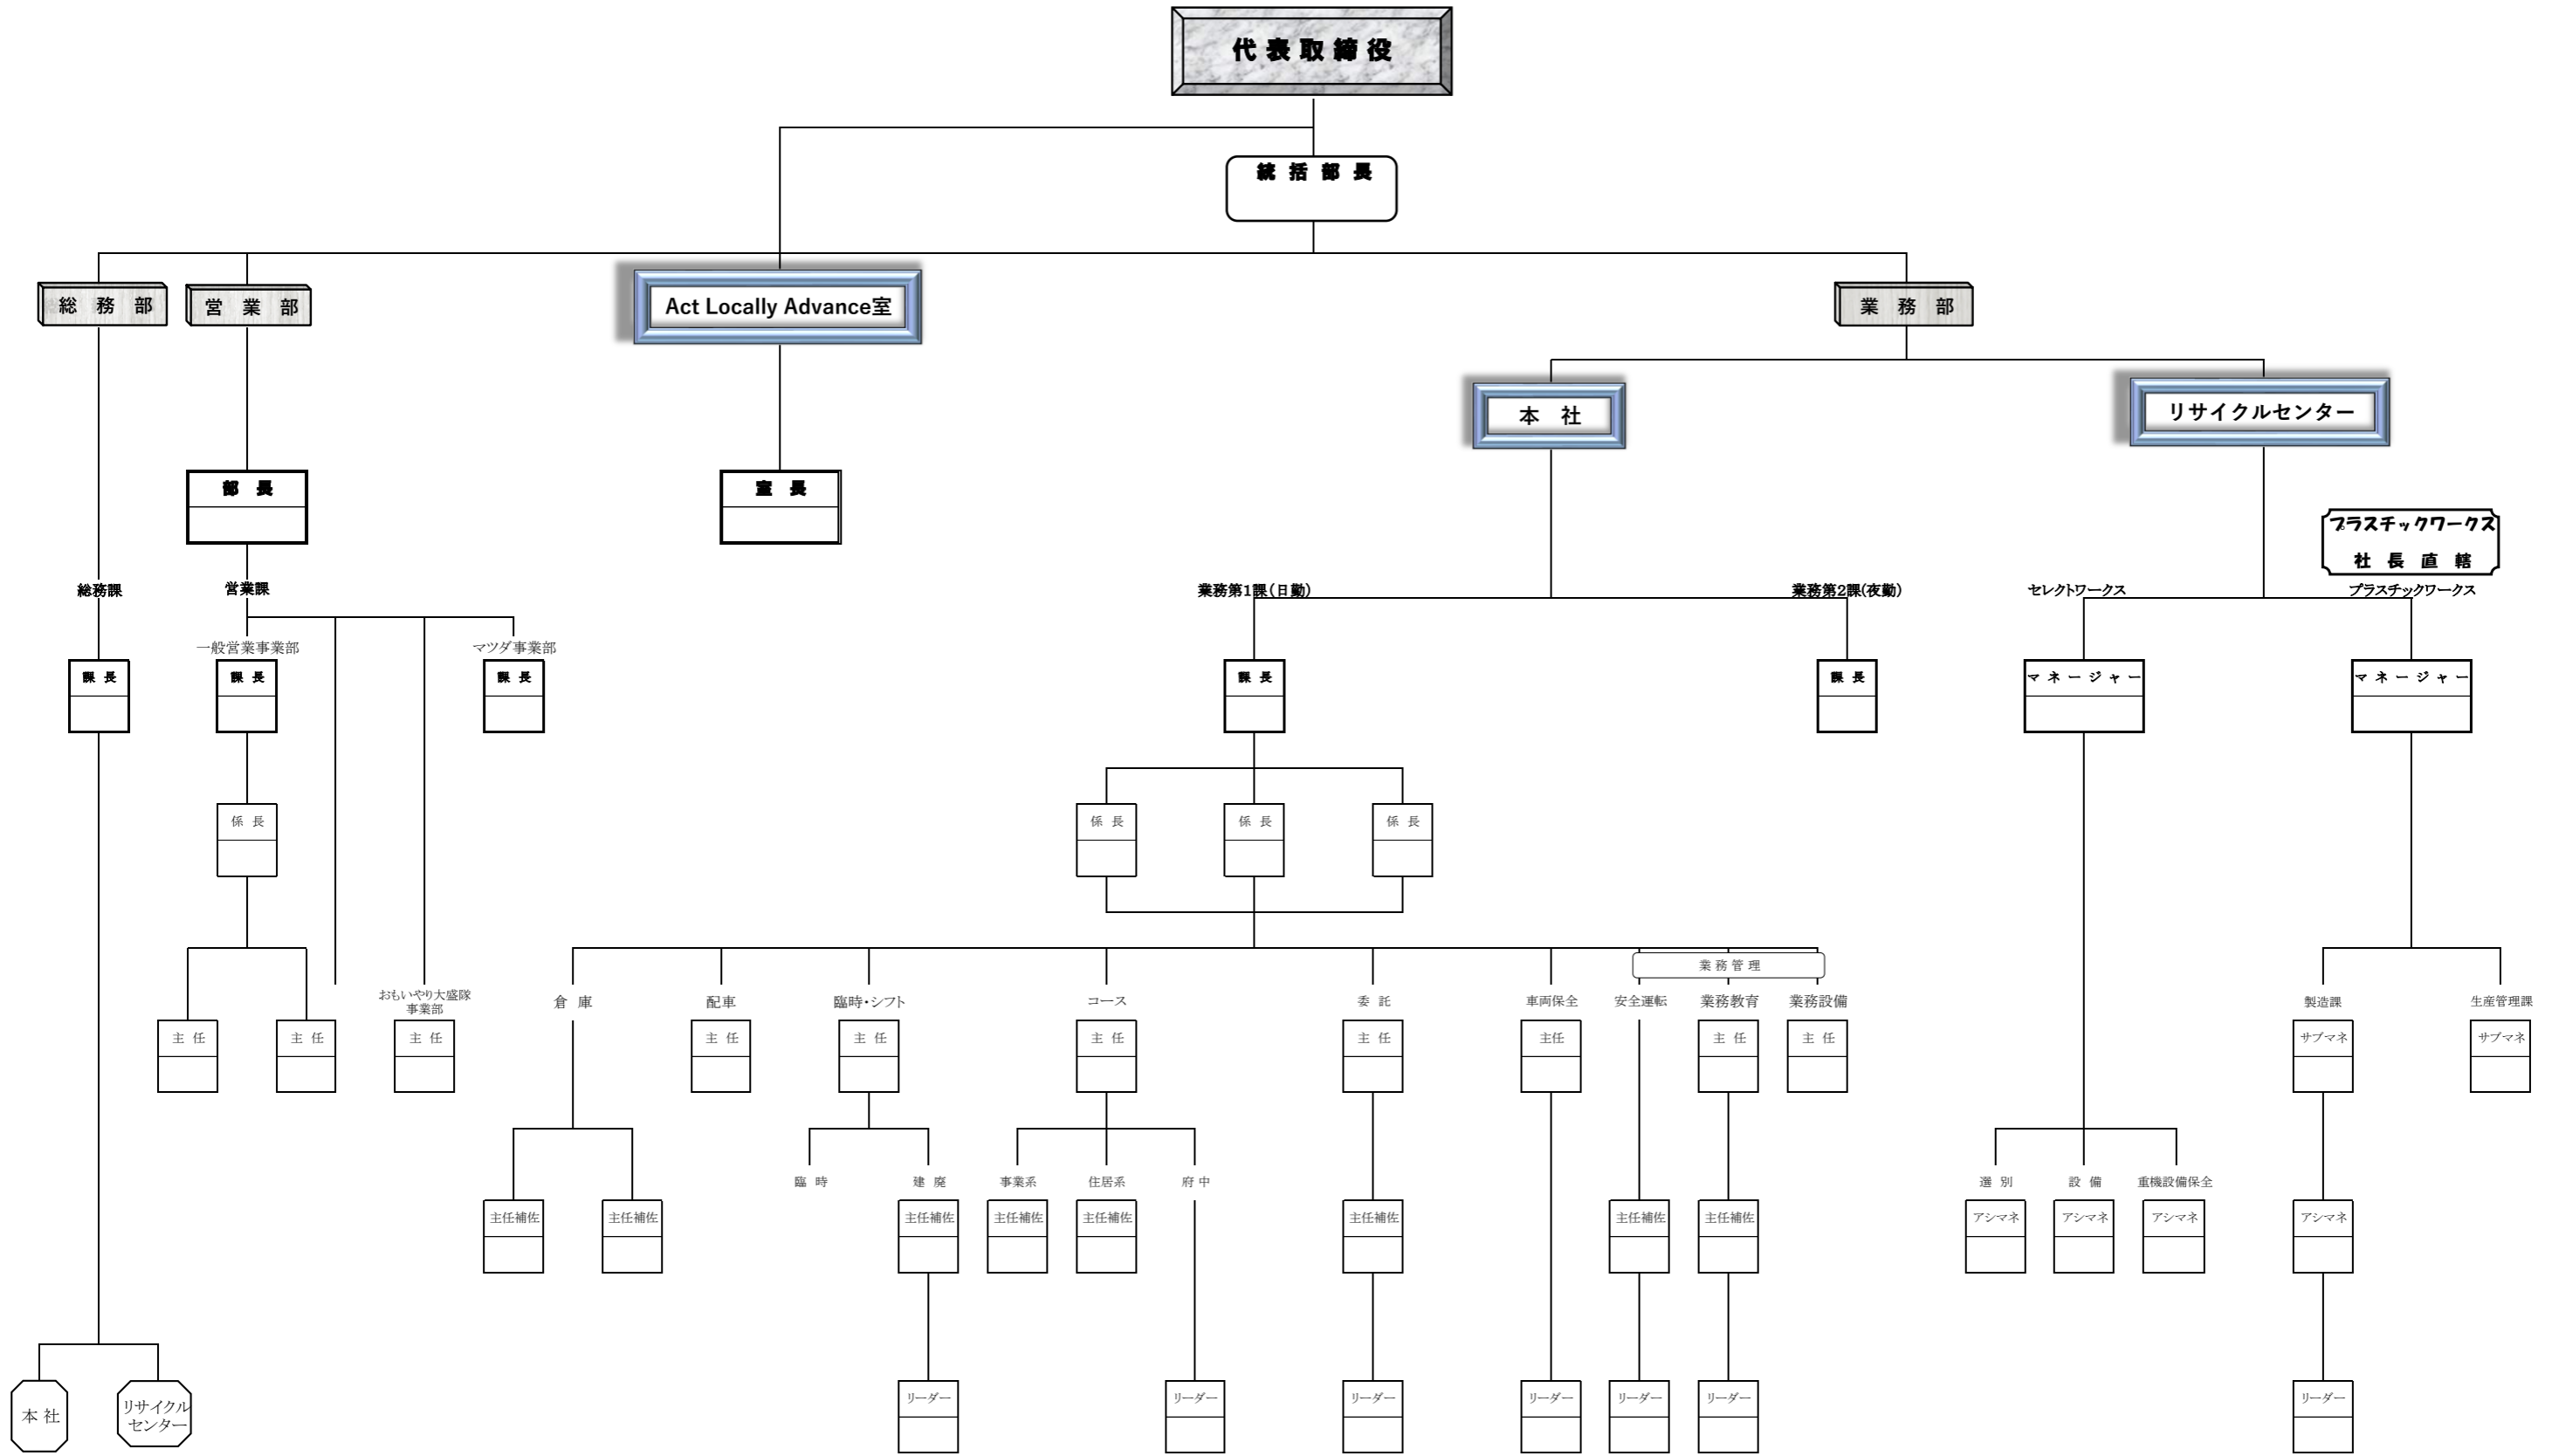 代表取締役
統括部長
総務部
営業部
Act Locally Advance室
業務部
本社
リサイクルセンター
部長
室長
プラスチックワークス
社長直轄
総務課
営業課
業務第1課(日勤)
業務第2課(夜勤)
セレクトワークス
プラスチックワークス
一般営業事業部
マツダ事業部
課長
課長
課長
課長
課長
マネージャー
マネージャー
係長
係長
係長
係長
業務管理
おもいやり大盛隊
事業部
倉庫
配車
臨時・シフト
コース
委託
車両保全
安全運転
業務教育
業務設備
製造課
生産管理課
主任
主任
主任
主任
主任
主任
主任
主任
主任
主任
サブマネ
サブマネ
臨時
建廃
事業系
住居系
府中
選別
設備
重機設備保全
主任補佐
主任補佐
主任補佐
主任補佐
主任補佐
主任補佐
主任補佐
主任補佐
アシマネ
アシマネ
アシマネ
アシマネ
本社
リサイクル
センター
リーダー
リーダー
リーダー
リーダー
リーダー
リーダー
リーダー